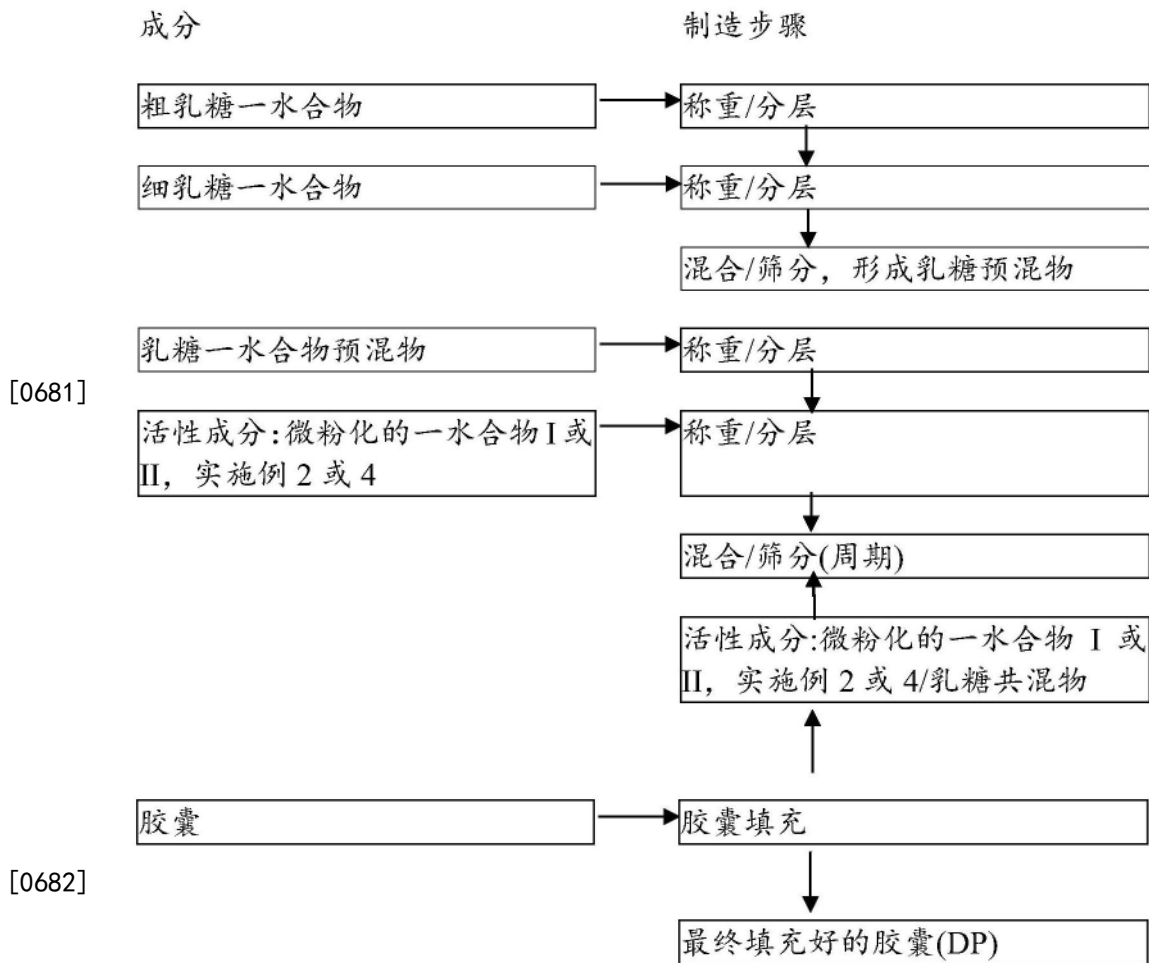 成分 制造步骤
粗乳糖一水合物 称重/分层
细乳糖一水合物 称重/分层
混合/筛分，形成乳糖预混物
乳糖一水合物预混物 称重/分层
[0681]
活性成分:微粉化的一水合物 I 或 称重/分层
II，实施例 2 或 4
混合/筛分(周期)
活性成分:微粉化的一水合物 I 或
II，实施例 2 或 4/乳糖共混物
胶囊 胶囊填充
[0682]
最终填充好的胶囊(DP)